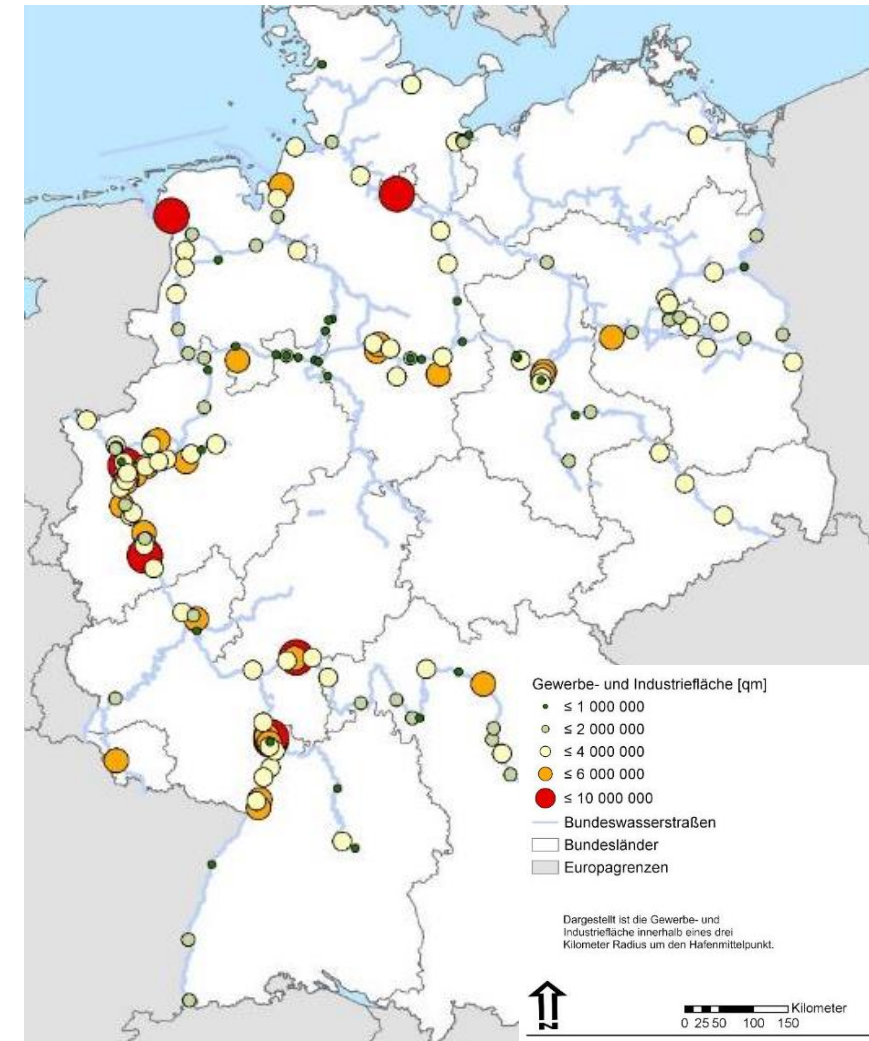 Gewerbe- und Industriefläche [qm]
≤ 1 000 000
≤ 2 000 000
≤ 4 000 000
≤ 6 000 000
≤ 10 000 000
Bundeswasserstraßen
Bundesländer
Europagrenzen
Dargestellt ist die Gewerbe- und
Industriefläche innerhalb eines drei
Kilometer Radius um den Hafenmittelpunkt.
N
Kilometer
0 25 50 100 150